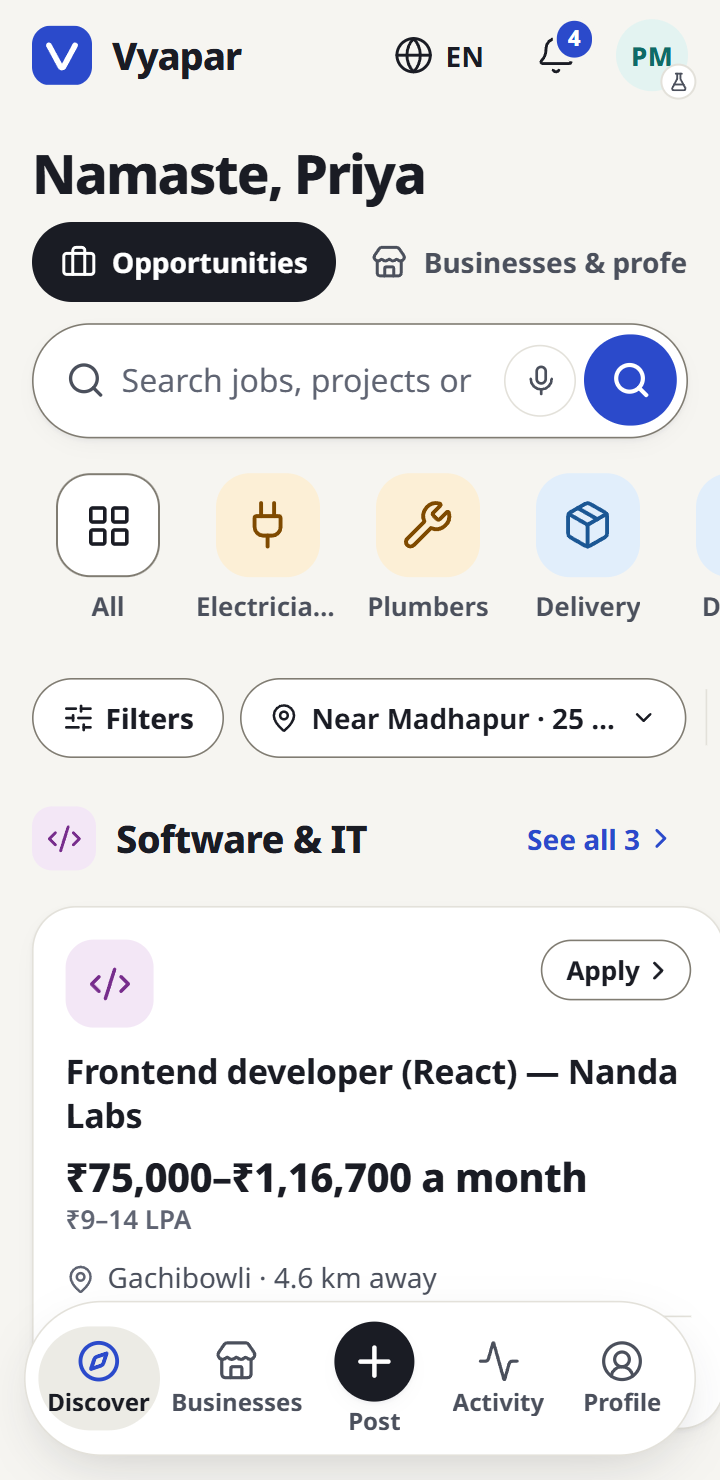 Vyapar
EN
4
PM
Namaste, Priya
Opportunities
Businesses & profe
Search jobs, projects or
All
Electricia...
Plumbers
Delivery
D
Filters
Near Madhapur · 25 ...
Software & IT
See all 3
Apply
Frontend developer (React) — Nanda
Labs
₹75,000–₹1,16,700 a month
₹9–14 LPA
Gachibowli · 4.6 km away
Discover
Businesses
Post
Activity
Profile